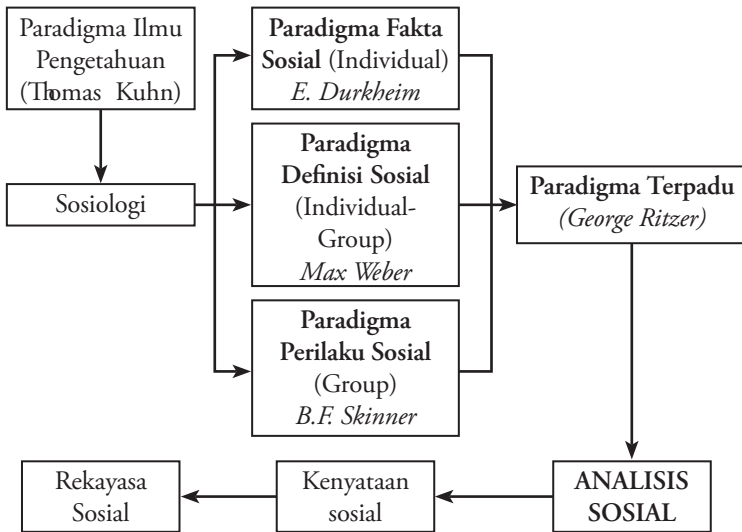 Paradigma Ilmu
Pengetahuan
(Thomas Kuhn)
Sosiologi
Paradigma Fakta
Sosial (Individual)
E. Durkheim
Paradigma
Definisi Sosial
(Individual-
Group)
Max Weber
Paradigma
Perilaku Sosial
(Group)
B.F. Skinner
Paradigma Terpadu
(George Ritzer)
ANALISIS
SOSIAL
Kenyataan
sosial
Rekayasa
Sosial